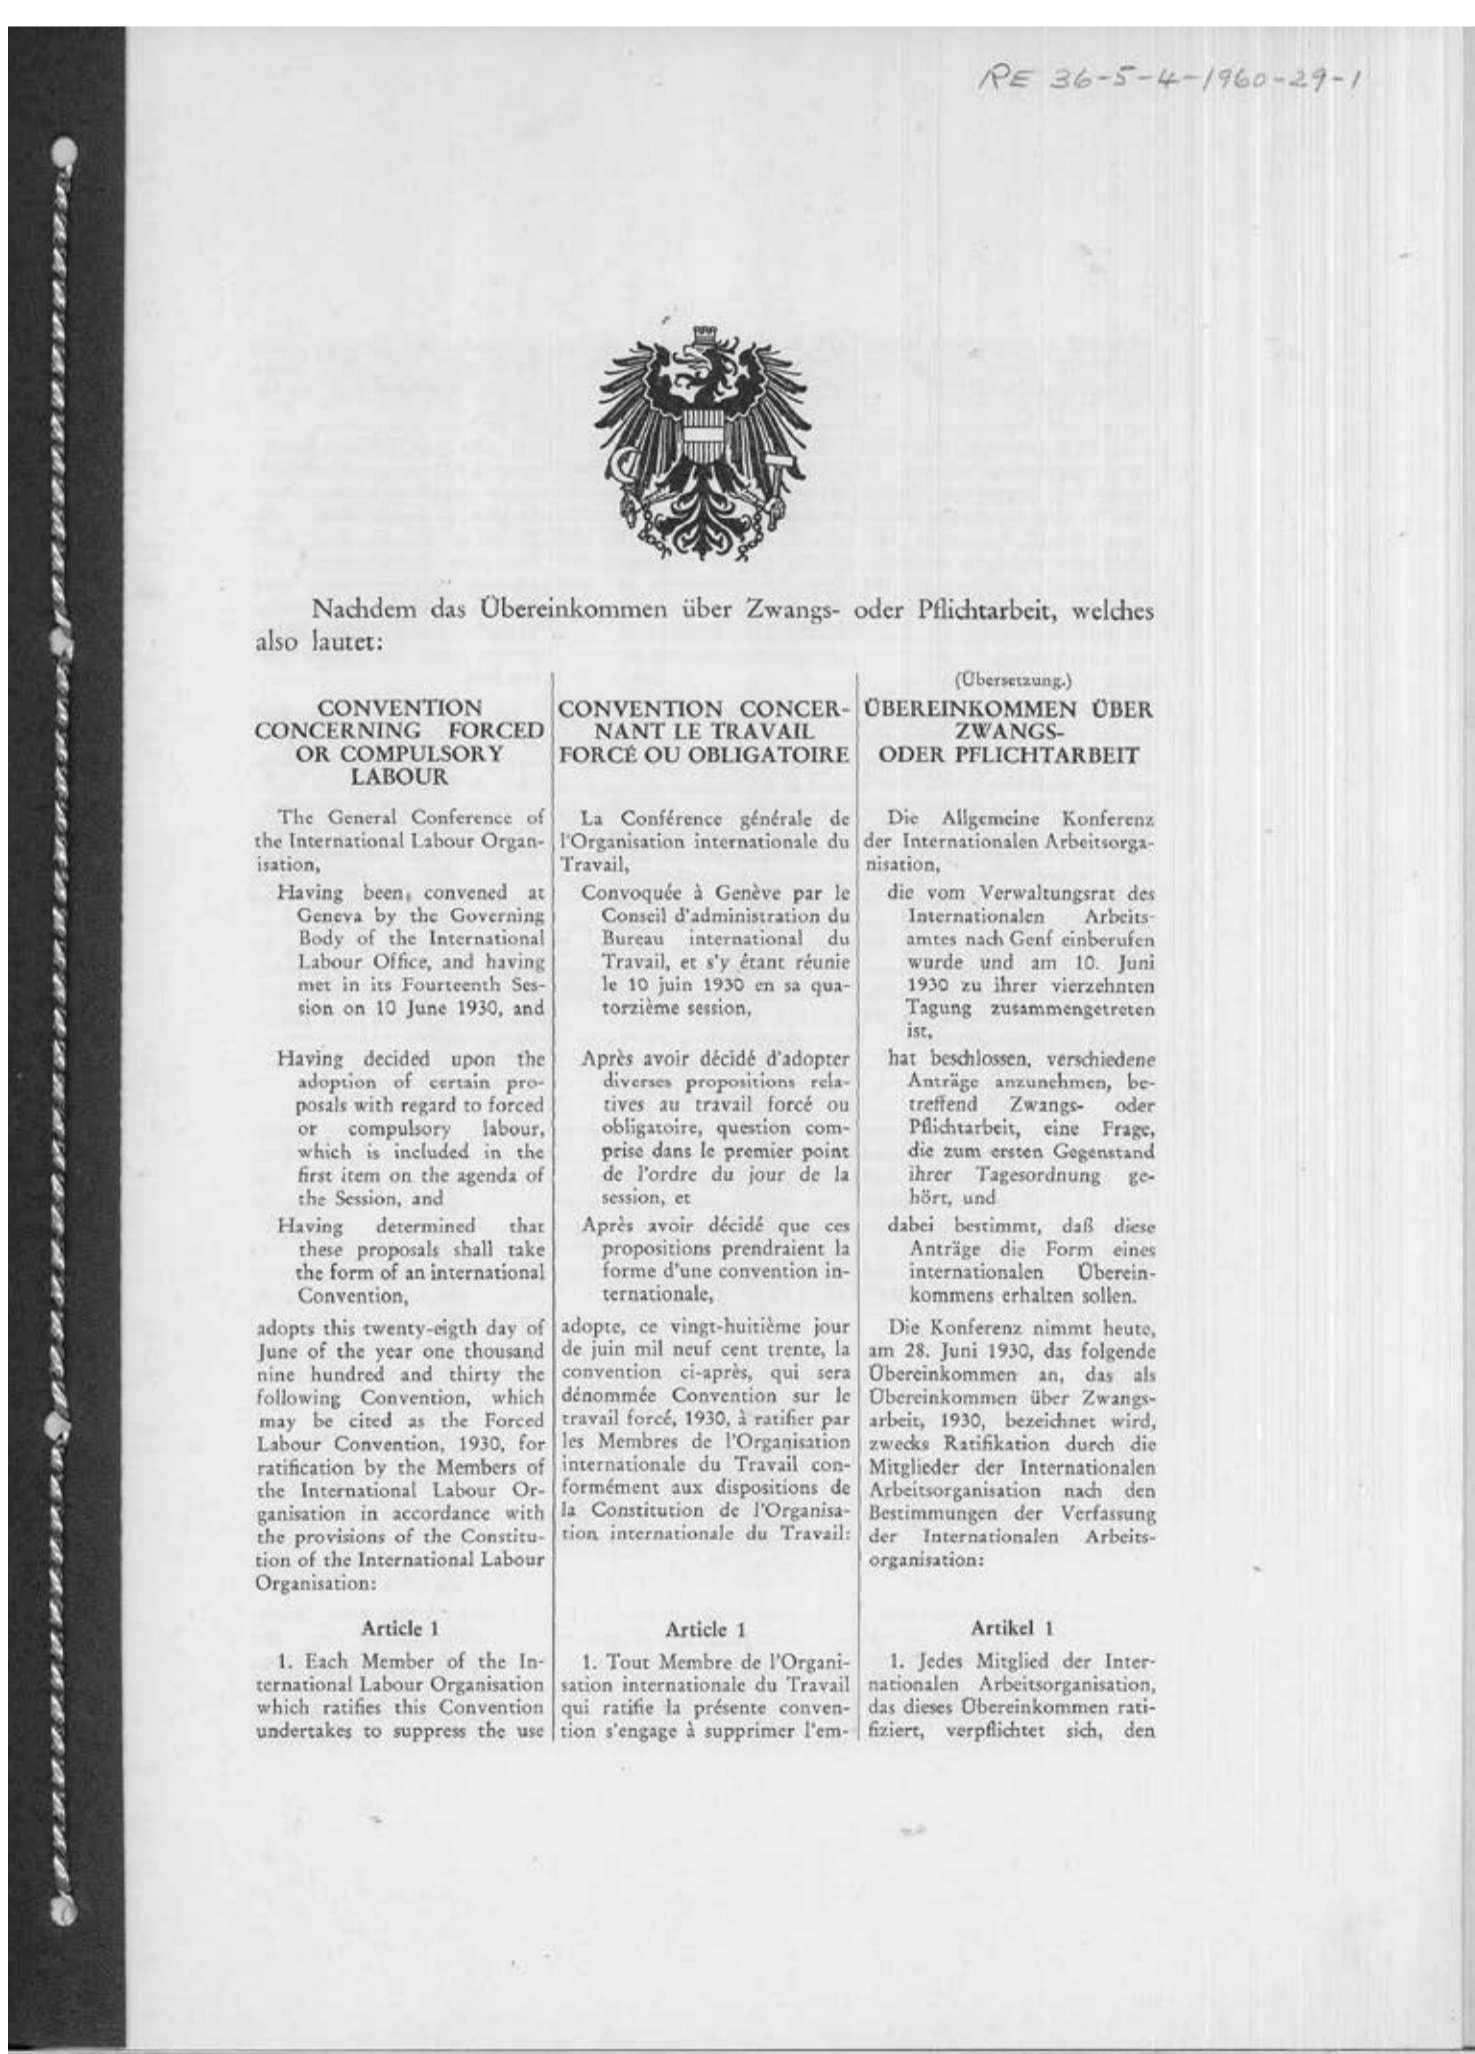 RE 36-5-4-1960-29-1
Nachdem das Übereinkommen über Zwangs- oder Pflichtarbeit, welches
also lautet:
CONVENTION
CONCERNING FORCED
OR COMPULSORY
LABOUR
The General Conference of
the International Labour Organ-
isation,
Having been, convened at
Geneva by the Governing
Body of the International
Labour Office, and having
met in its Fourteenth Ses-
sion on 10 June 1930, and
Having decided upon the
adoption of certain pro-
posals with regard to forced
or compulsory labour,
which is included in the
first item on the agenda of
the Session, and
Having determined that
these proposals shall take
the form of an international
Convention,
adopts this twenty-eigth day of
June of the year one thousand
nine hundred and thirty the
following Convention, which
may be cited as the Forced
Labour Convention, 1930, for
ratification by the Members of
the International Labour Or-
ganisation in accordance with
the provisions of the Constitu-
tion of the International Labour
Organisation:
Article 1
1. Each Member of the In-
ternational Labour Organisation
which ratifies this Convention
undertakes to suppress the use
CONVENTION CONCER-
NANT LE TRAVAIL
FORCÉ OU OBLIGATOIRE
La Conférence générale de
l'Organisation internationale du
Travail,
Convoquée à Genève par le
Conseil d'administration du
Bureau international du
Travail, et s'y étant réunie
le 10 juin 1930 en sa qua-
torzième session,
Après avoir décidé d'adopter
diverses propositions rela-
tives au travail forcé ou
obligatoire, question com-
prise dans le premier point
de l'ordre du jour de la
session, et
Après avoir décidé que ces
propositions prendraient la
forme d'une convention in-
ternationale,
adopte, ce vingt-huitième jour
de juin mil neuf cent trente, la
convention ci-après, qui sera
dénommée Convention sur le
travail forcé, 1930, à ratifier par
les Membres de l'Organisation
internationale du Travail con-
formément aux dispositions de
la Constitution de l'Organisa-
tion internationale du Travail:
Article 1
1. Tout Membre de l'Organi-
sation internationale du Travail
qui ratifie la présente conven-
tion s'engage à supprimer l'em-
(Übersetzung.)
ÜBEREINKOMMEN ÜBER
ZWANGS-
ODER PFLICHTARBEIT
Die Allgemeine Konferenz
der Internationalen Arbeitsorga-
nisation,
die vom Verwaltungsrat des
Internationalen Arbeits-
amtes nach Genf einberufen
wurde und am 10. Juni
1930 zu ihrer vierzehnten
Tagung zusammengetreten
ist,
hat beschlossen, verschiedene
Anträge anzunehmen, be-
treffend Zwangs- oder
Pflichtarbeit, eine Frage,
die zum ersten Gegenstand
ihrer Tagesordnung ge-
hört, und
dabei bestimmt, daß diese
Anträge die Form eines
internationalen Überein-
kommens erhalten sollen.
Die Konferenz nimmt heute,
am 28. Juni 1930, das folgende
Übereinkommen an, das als
Übereinkommen über Zwangs-
arbeit, 1930, bezeichnet wird,
zwecks Ratifikation durch die
Mitglieder der Internationalen
Arbeitsorganisation nach den
Bestimmungen der Verfassung
der Internationalen Arbeits-
organisation:
Artikel 1
1. Jedes Mitglied der Inter-
nationalen Arbeitsorganisation,
das dieses Übereinkommen rati-
fiziert, verpflichtet sich, den